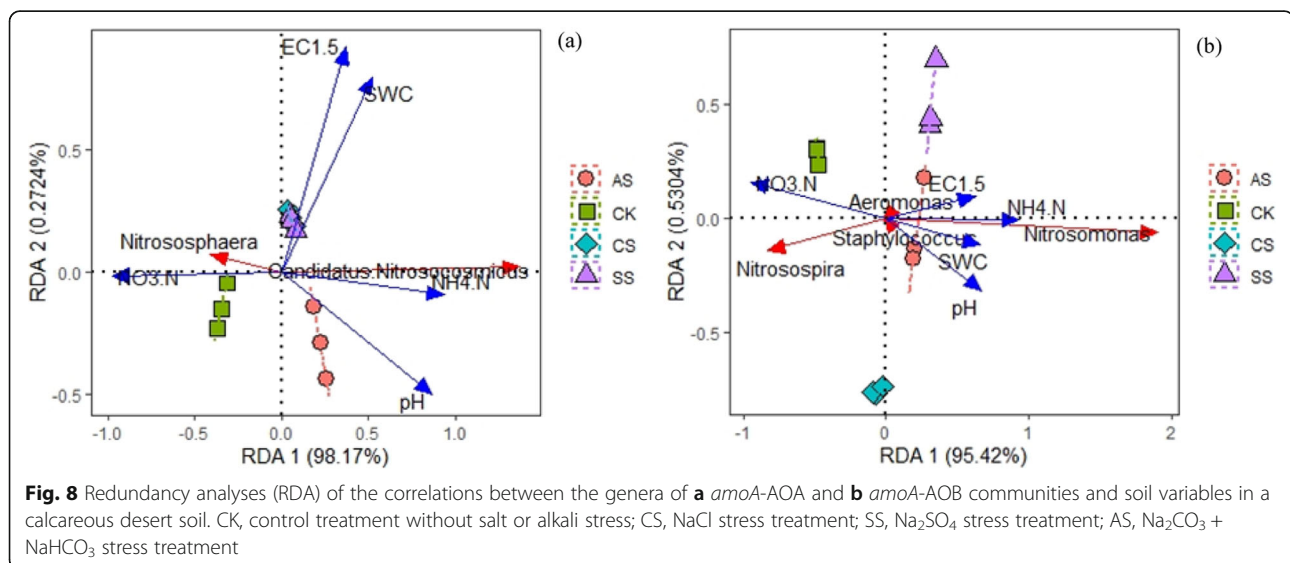 (a)
EC1.5
SWC
0.5
Nitrososphaera
0.0
Candidatus.Nitrosocosmicus
NO3.N
NH4.N
-0.5
pH
-1.0 -0.5 0.0 0.5 1.0
RDA 1 (98.17%)
RDA 2 (0.2724%)
AS
CK
CS
SS
(b)
0.5
NO3.N
EC1.5
Aeromonas
NH4.N
0.0
Staphylococcus
Nitrosomonas
Nitrosospira
SWC
pH
-0.5
-1 0 1 2
RDA 1 (95.42%)
RDA 2 (0.5304%)
AS
CK
CS
SS
Fig. 8 Redundancy analyses (RDA) of the correlations between the genera of a amoA-AOA and b amoA-AOB communities and soil variables in a
calcareous desert soil. CK, control treatment without salt or alkali stress; CS, NaCl stress treatment; SS, Na₂SO₄ stress treatment; AS, Na₂CO₃ +
NaHCO₃ stress treatment